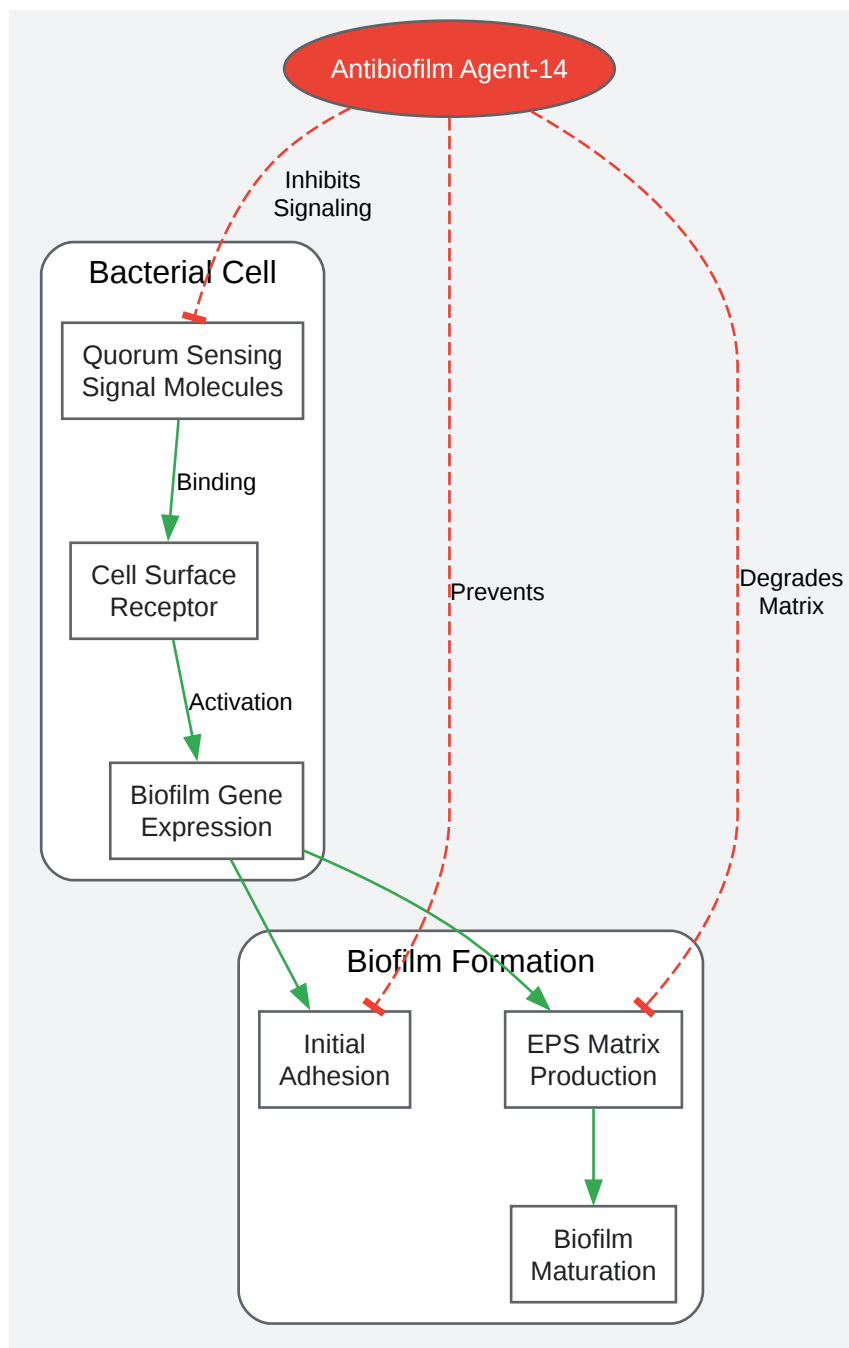 Antibiofilm Agent-14
Inhibits
Signaling
Bacterial Cell
Quorum Sensing
Signal Molecules
Binding
Cell Surface
Receptor
Prevents
Degrades
Matrix
Activation
Biofilm Gene
Expression
Biofilm Formation
Initial
Adhesion
EPS Matrix
Production
Biofilm
Maturation